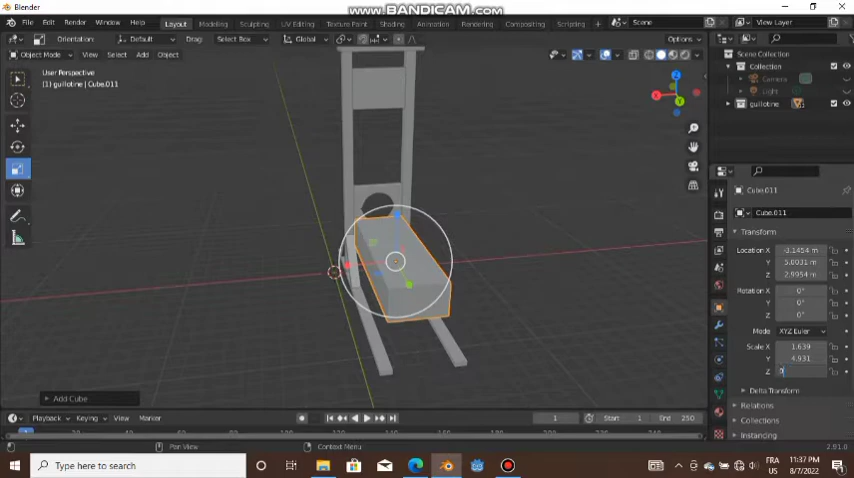 WWW.BANDICAM.COM
Blender
File Edit Render Window Help Layout Modeling Sculpting UV Editing Texture Paint Shading Animation Rendering Compositing Scripting Scene View Layer
Orientation: Default Drag: Select Box Global Options
Object Mode View Select Add Object
User Perspective
(1) guillotine | Cube.011
Scene Collection
Collection
Camera
Light
guillotine
Cube.011
Cube.011
Transform
Location X -3.1454 m
Y 5.0031 m
Z 2.9954 m
Rotation X 0°
Y 0°
Z 0°
Mode XYZ Euler
Scale X 1.639
Y 4.931
Z 0
Delta Transform
Relations
Collections
Instancing
Add Cube
Playback Keying View Marker 1 Start 1 End 250
Pan View Context Menu 2.91.0
Type here to search
FRA
11:37 PM
8/7/2022